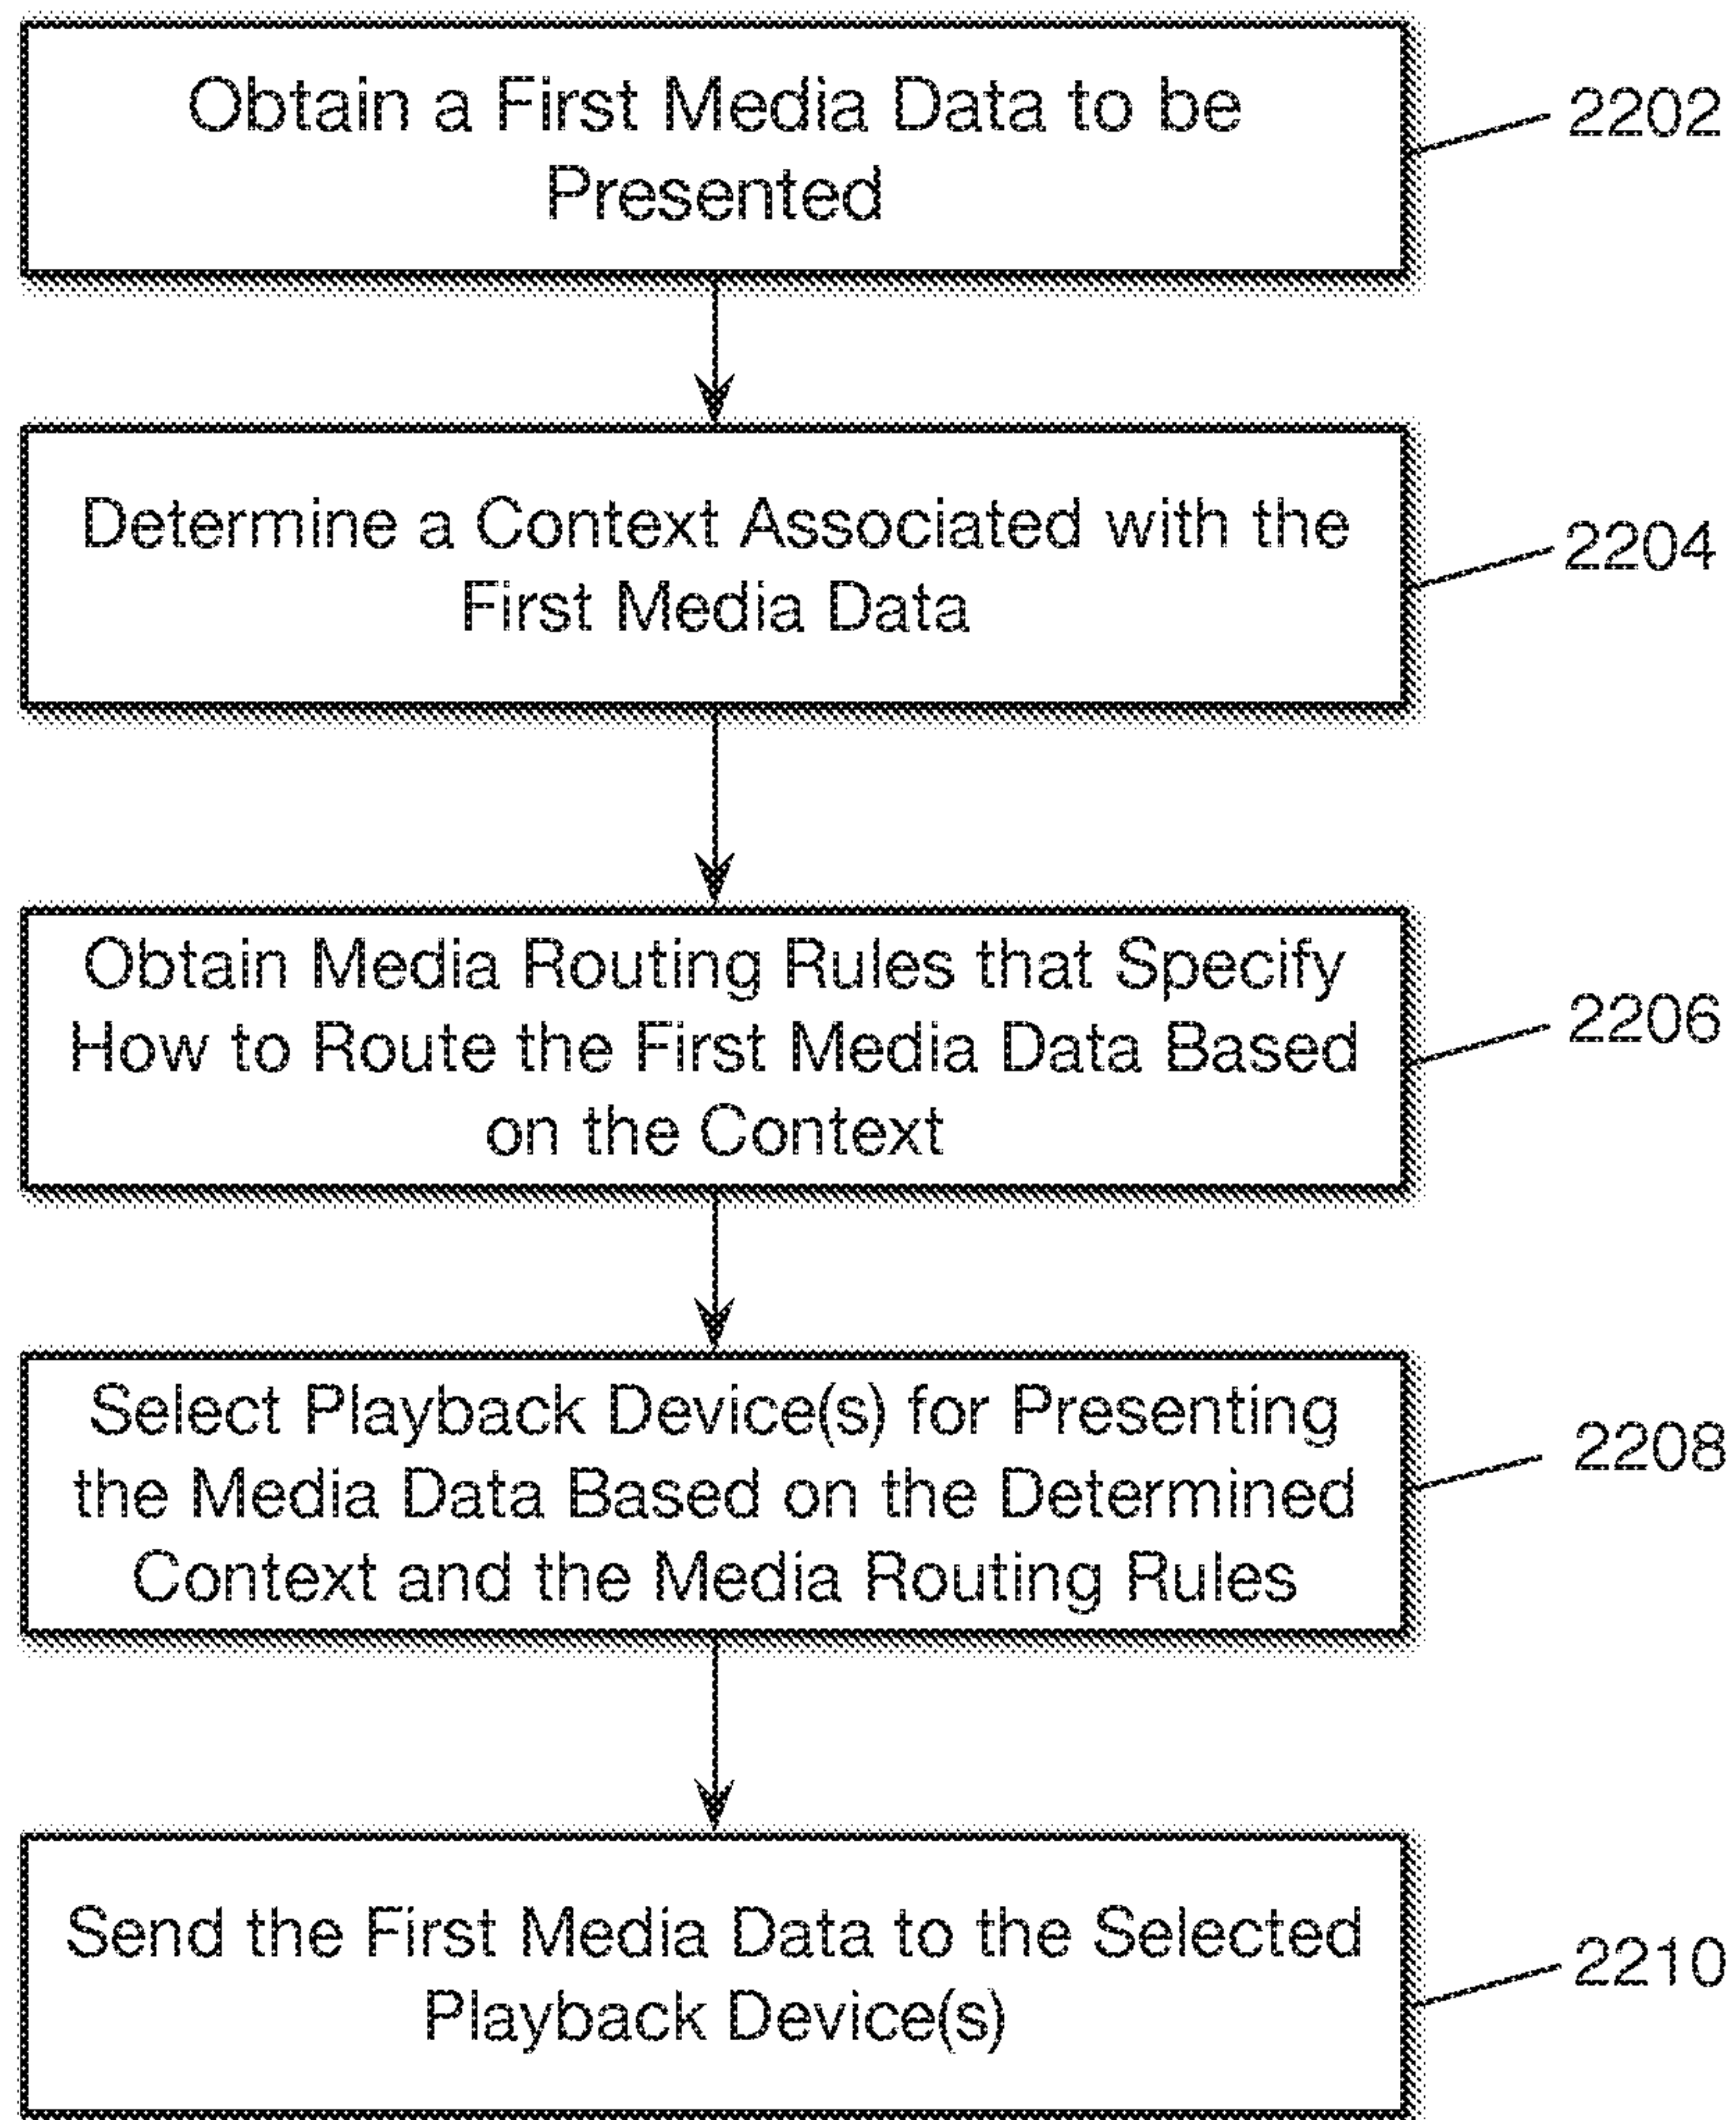 Obtain a First Media Data to be
Presented
2202
Determine a Context Associated with the
First Media Data
2204
Obtain Media Routing Rules that Specify
How to Route the First Media Data Based
on the Context
2206
Select Playback Device(s) for Presenting
the Media Data Based on the Determined
Context and the Media Routing Rules
2208
Send the First Media Data to the Selected
Playback Device(s)
2210